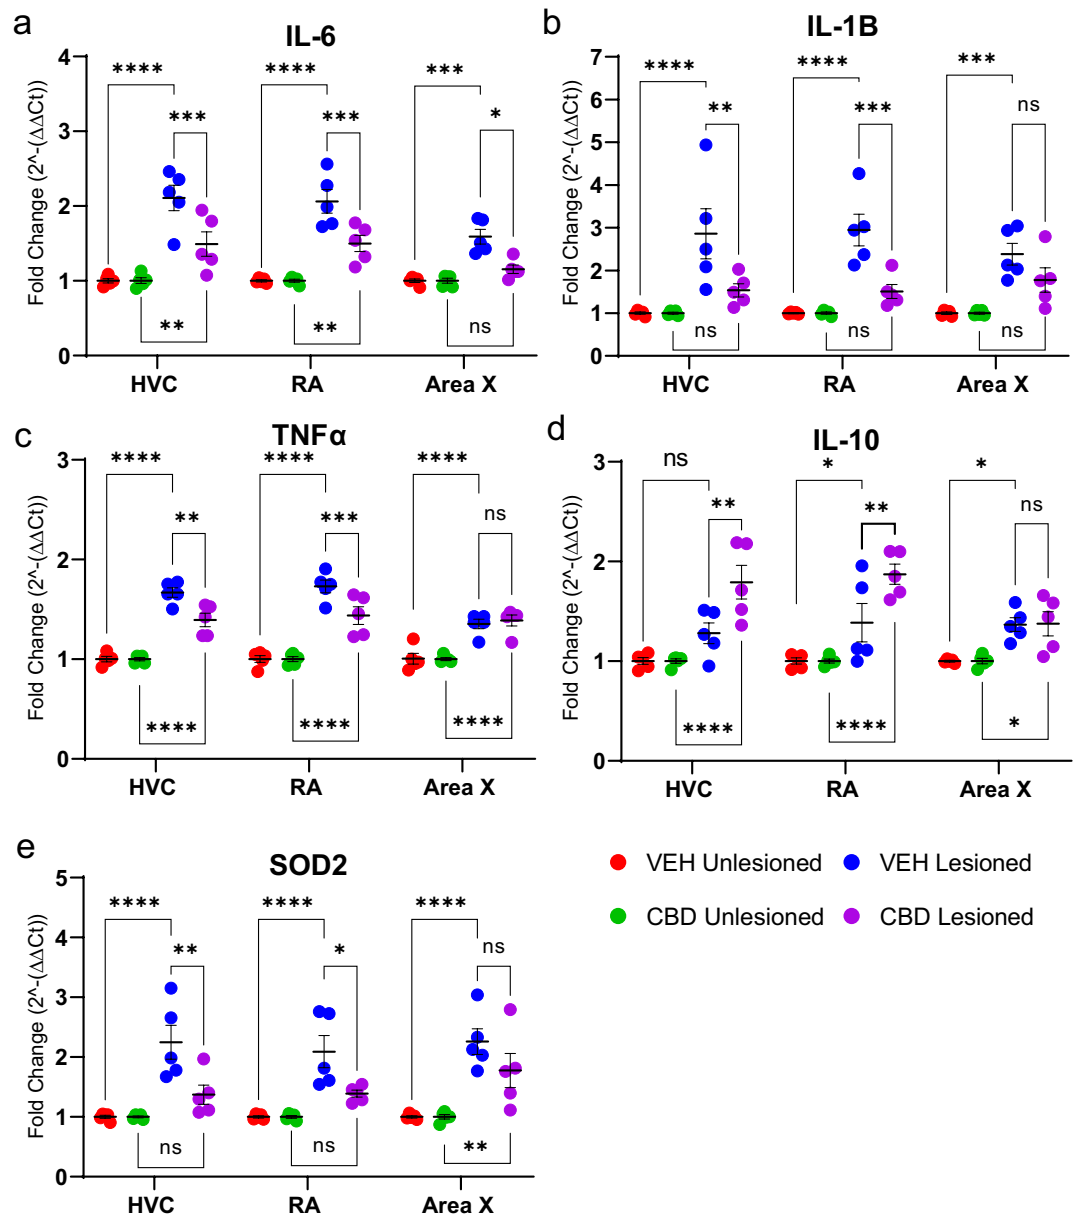 a
IL-6
Fold Change (2^-(ΔΔCt))
4
3
2
1
0
**** *** **** *** *** *
** ** ns
HVC RA Area X
b
IL-1B
Fold Change (2^-(ΔΔCt))
7
6
5
4
3
2
1
0
**** ** **** *** *** ns
ns ns ns
HVC RA Area X
c
TNFα
Fold Change (2^-(ΔΔCt))
3
2
1
0
**** ** **** *** **** ns
**** **** ****
HVC RA Area X
d
IL-10
Fold Change (2^-(ΔΔCt))
3
2
1
0
ns ** * ** * ns
**** **** *
HVC RA Area X
e
SOD2
Fold Change (2^-(ΔΔCt))
5
4
3
2
1
0
**** ** **** * **** ns
ns ns **
HVC RA Area X
VEH Unlesioned VEH Lesioned
CBD Unlesioned CBD Lesioned